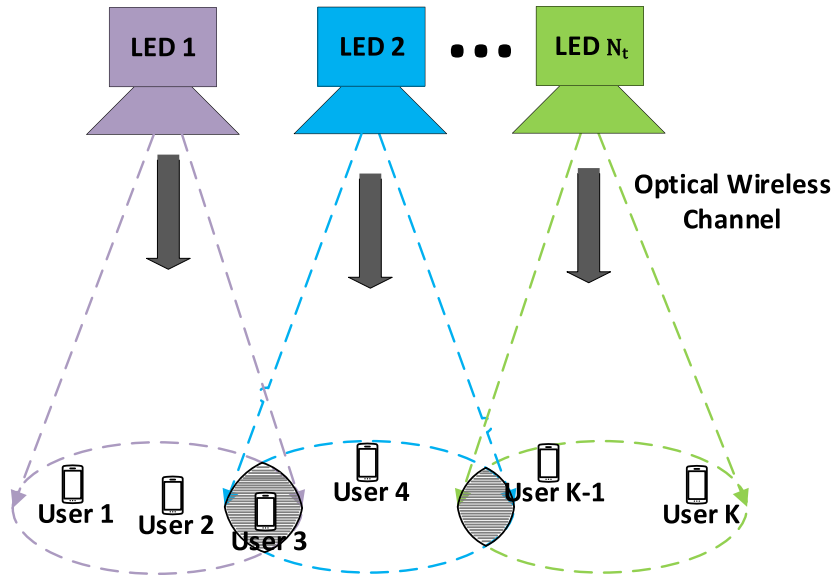 LED 1
LED 2
LED Nt
Optical Wireless
Channel
User 1
User 2
User 3
User 4
User K-1
User K